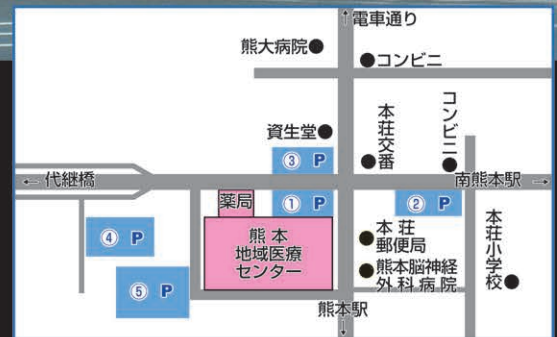 ↑電車通り
熊大病院●
●コンビニ
資生堂●
本荘交番
コンビニ
③ P
← 代継橋
南熊本駅 →
薬局
① P
② P
④ P
熊本
地域医療
センター
本荘
郵便局
熊本脳神経
外科病院
本荘小学校
⑤ P
熊本駅
↓